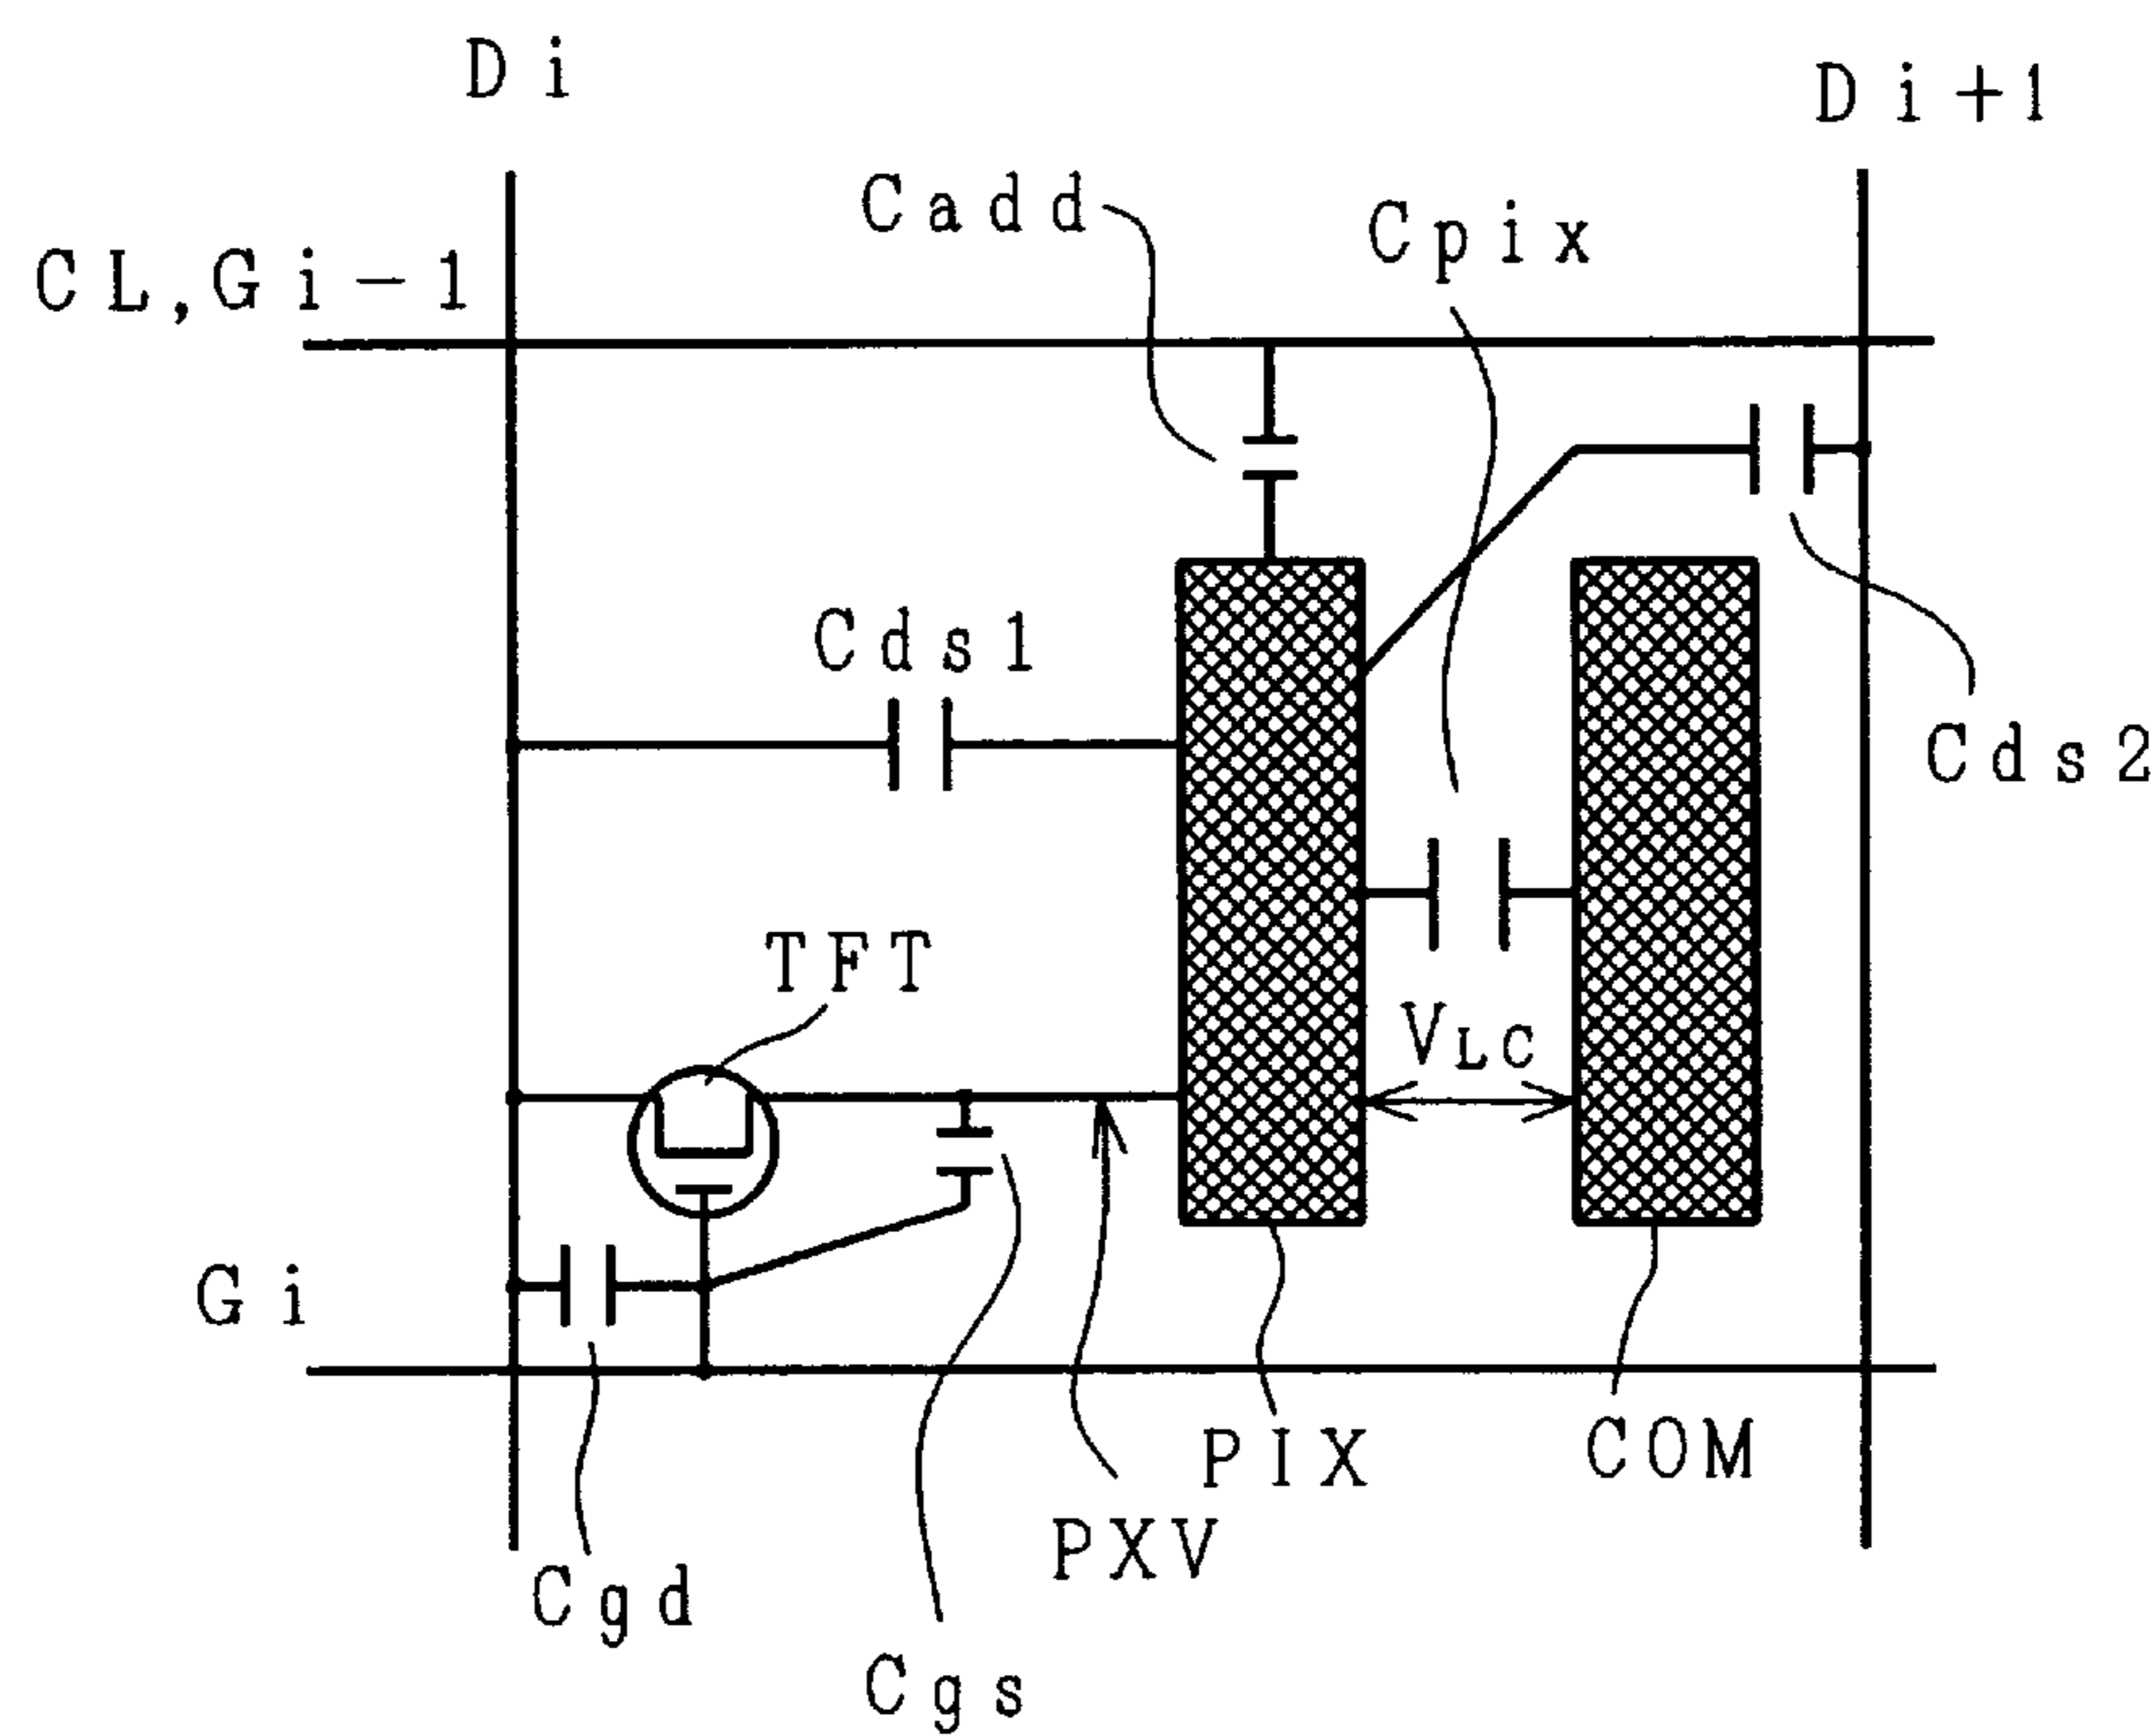 Di
Di+1
Cadd
Cpix
CL,Gi-1
Cds1
Cds2
TFT
VLC
Gi
PIX
COM
PXV
Cgd
Cgs